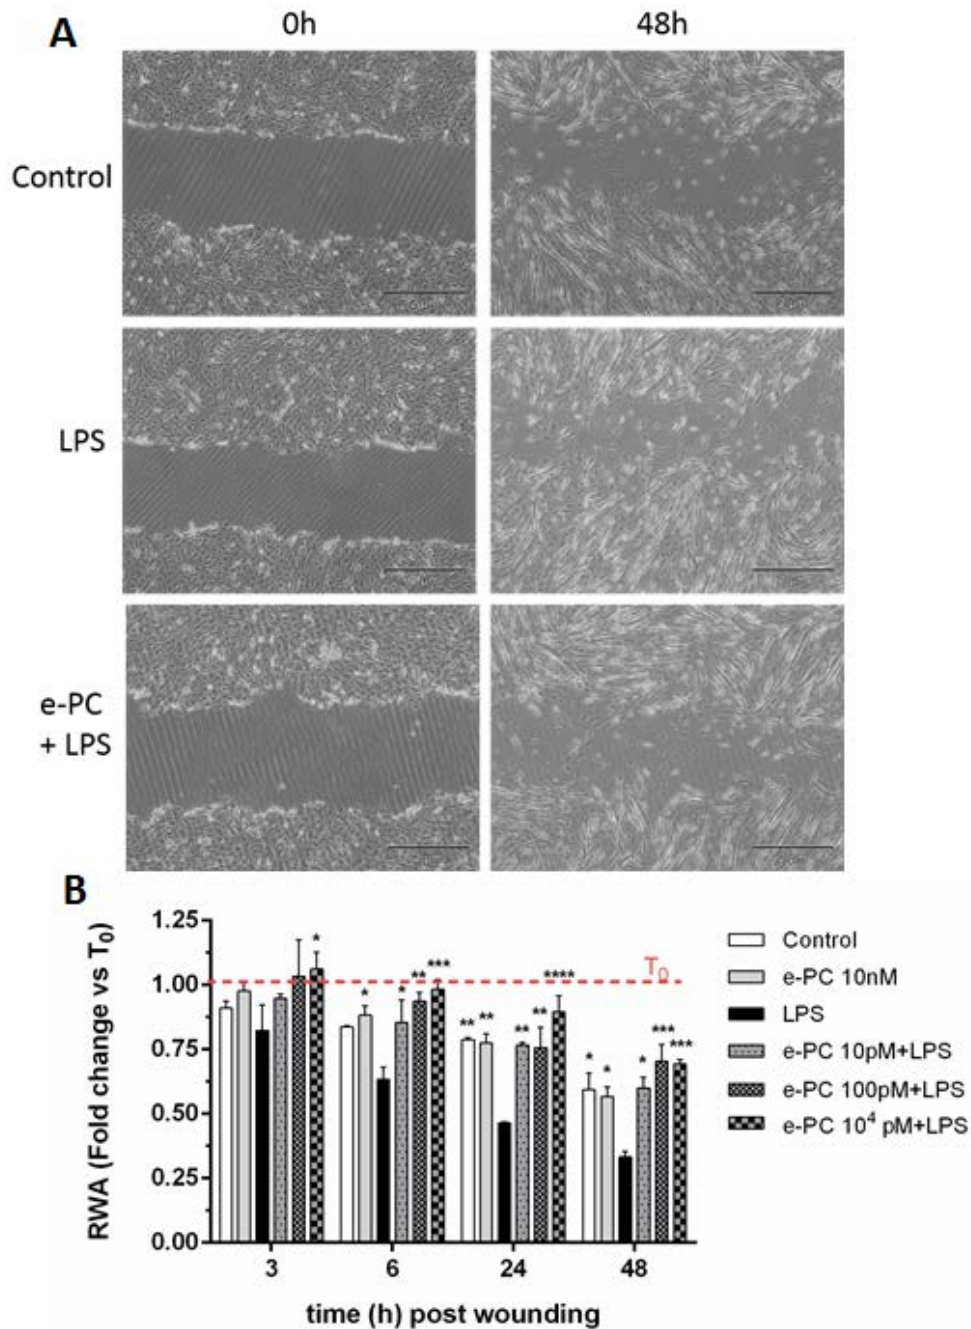 A
0h
48h
Control
LPS
e-PC
+ LPS
B
RWA (Fold change vs T₀)
1.25
1.00
0.75
0.50
0.25
0.00
T₀
*
* * ** ***
** ** ** ** ****
* * * *** ***
3 6 24 48
time (h) post wounding
Control
e-PC 10nM
LPS
e-PC 10pM+LPS
e-PC 100pM+LPS
e-PC 10⁴ pM+LPS